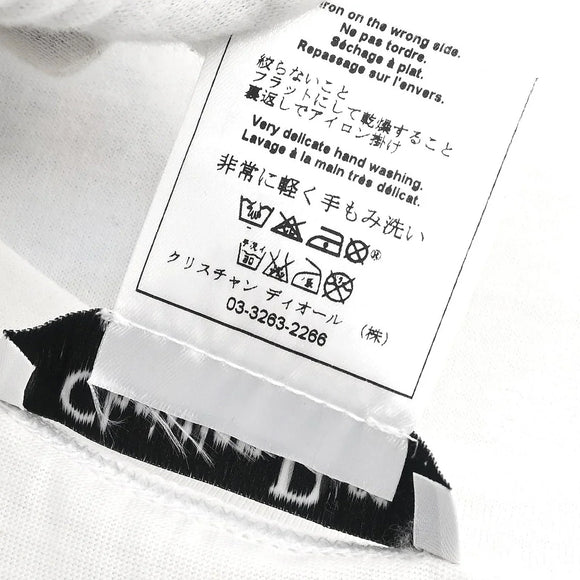 iron on the wrong side.
Ne pas tordre.
Séchage à plat.
Repassage sur l'envers.
絞らないこと
フラットにして乾燥すること
裏返しでアイロン掛け
Very delicate hand washing.
Lavage à la main très délicat.
非常に軽く手もみ洗い
®
クリスチャン ディオール (株)
03-3263-2266